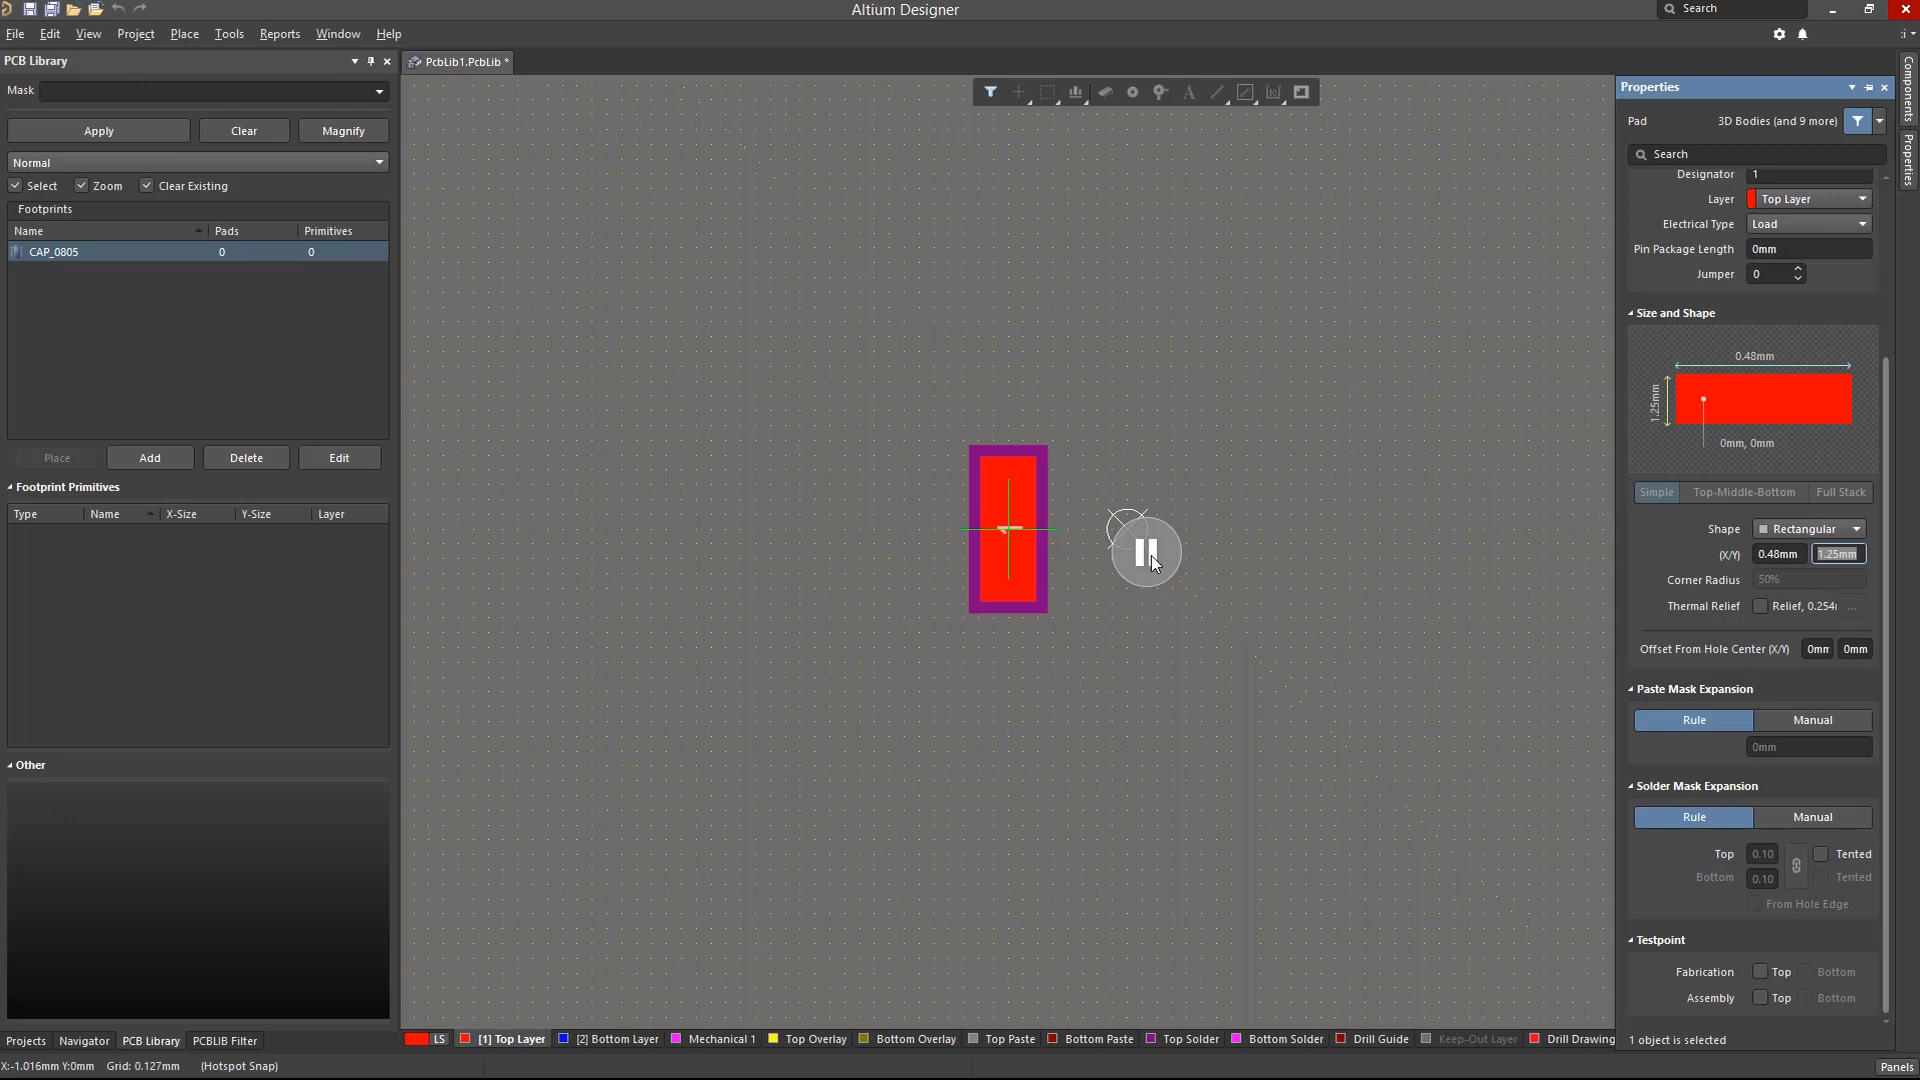 Altium Designer
Search
File Edit View Project Place Tools Reports Window Help
PCB Library
PcbLib1.PcbLib *
Mask
Apply Clear Magnify
Normal
Select Zoom Clear Existing
Footprints
Name Pads Primitives
CAP_0805 0 0
Place Add Delete Edit
Footprint Primitives
Type Name X-Size Y-Size Layer
Other
Projects Navigator PCB Library PCBLIB Filter
X:-1.016mm Y:0mm Grid: 0.127mm (Hotspot Snap)
LS [1] Top Layer [2] Bottom Layer Mechanical 1 Top Overlay Bottom Overlay Top Paste Bottom Paste Top Solder Bottom Solder Drill Guide Keep-Out Layer Drill Drawing
Properties
Pad 3D Bodies (and 9 more)
Search
Designator 1
Layer Top Layer
Electrical Type Load
Pin Package Length 0mm
Jumper 0
Size and Shape
0.48mm
1.25mm
0mm, 0mm
Simple Top-Middle-Bottom Full Stack
Shape Rectangular
(X/Y) 0.48mm 1.25mm
Corner Radius 50%
Thermal Relief Relief, 0.254
Offset From Hole Center (X/Y) 0mm 0mm
Paste Mask Expansion
Rule Manual
0mm
Solder Mask Expansion
Rule Manual
Top 0.10 Tented
Bottom 0.10 Tented
From Hole Edge
Testpoint
Fabrication Top Bottom
Assembly Top Bottom
1 object is selected
Components
Properties
Panels